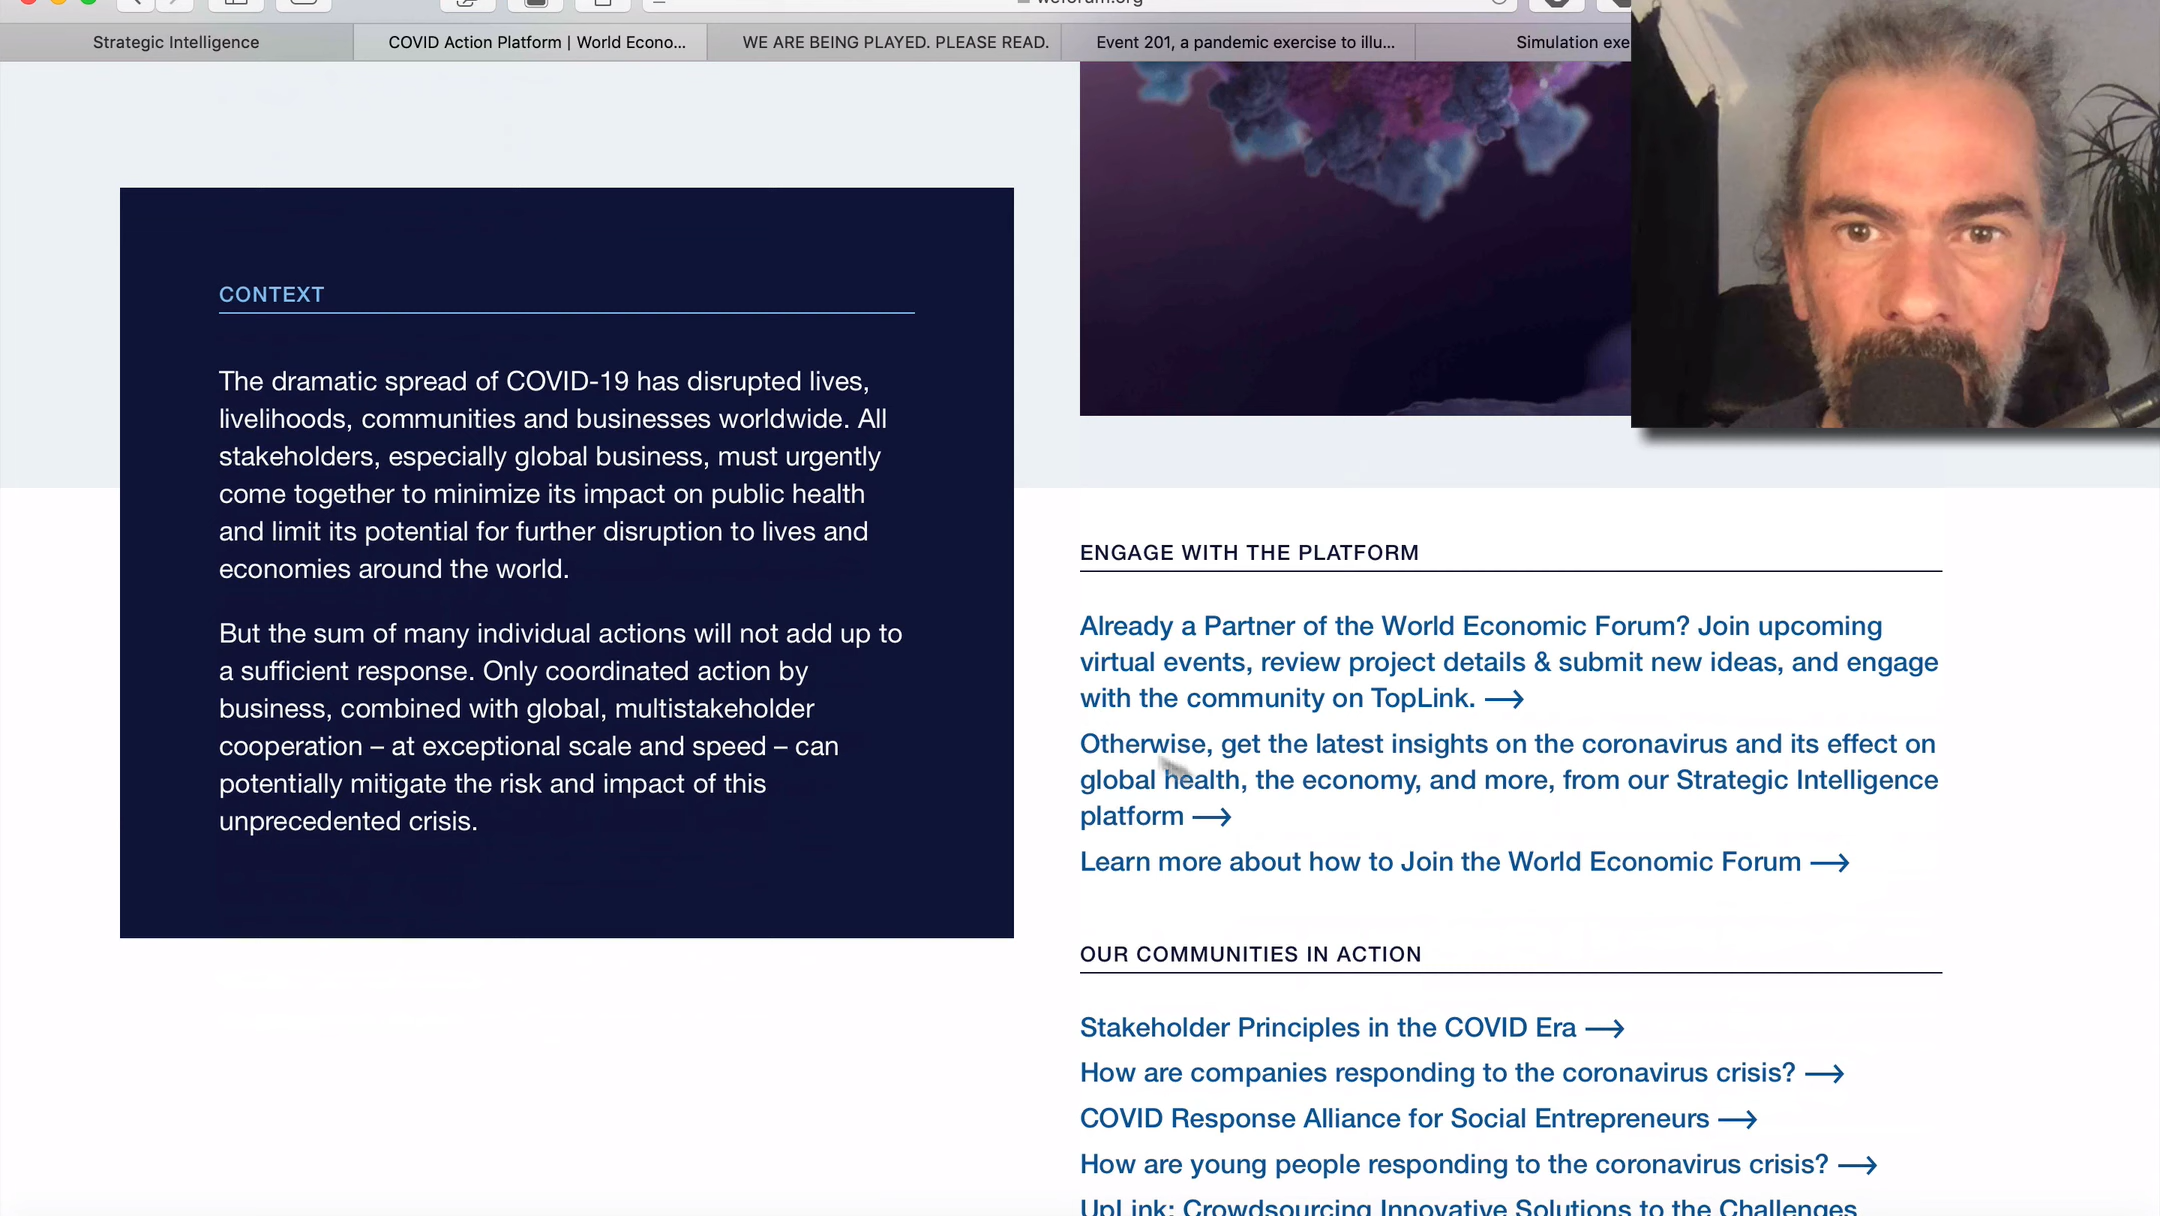 weforum.org
Strategic Intelligence
COVID Action Platform | World Econo...
WE ARE BEING PLAYED. PLEASE READ.
Event 201, a pandemic exercise to illu...
Simulation exe
CONTEXT
The dramatic spread of COVID-19 has disrupted lives,
livelihoods, communities and businesses worldwide. All
stakeholders, especially global business, must urgently
come together to minimize its impact on public health
and limit its potential for further disruption to lives and
economies around the world.
But the sum of many individual actions will not add up to
a sufficient response. Only coordinated action by
business, combined with global, multistakeholder
cooperation – at exceptional scale and speed – can
potentially mitigate the risk and impact of this
unprecedented crisis.
ENGAGE WITH THE PLATFORM
Already a Partner of the World Economic Forum? Join upcoming
virtual events, review project details & submit new ideas, and engage
with the community on TopLink. →
Otherwise, get the latest insights on the coronavirus and its effect on
global health, the economy, and more, from our Strategic Intelligence
platform →
Learn more about how to Join the World Economic Forum →
OUR COMMUNITIES IN ACTION
Stakeholder Principles in the COVID Era →
How are companies responding to the coronavirus crisis? →
COVID Response Alliance for Social Entrepreneurs →
How are young people responding to the coronavirus crisis? →
UpLink: Crowdsourcing Innovative Solutions to the Challenges